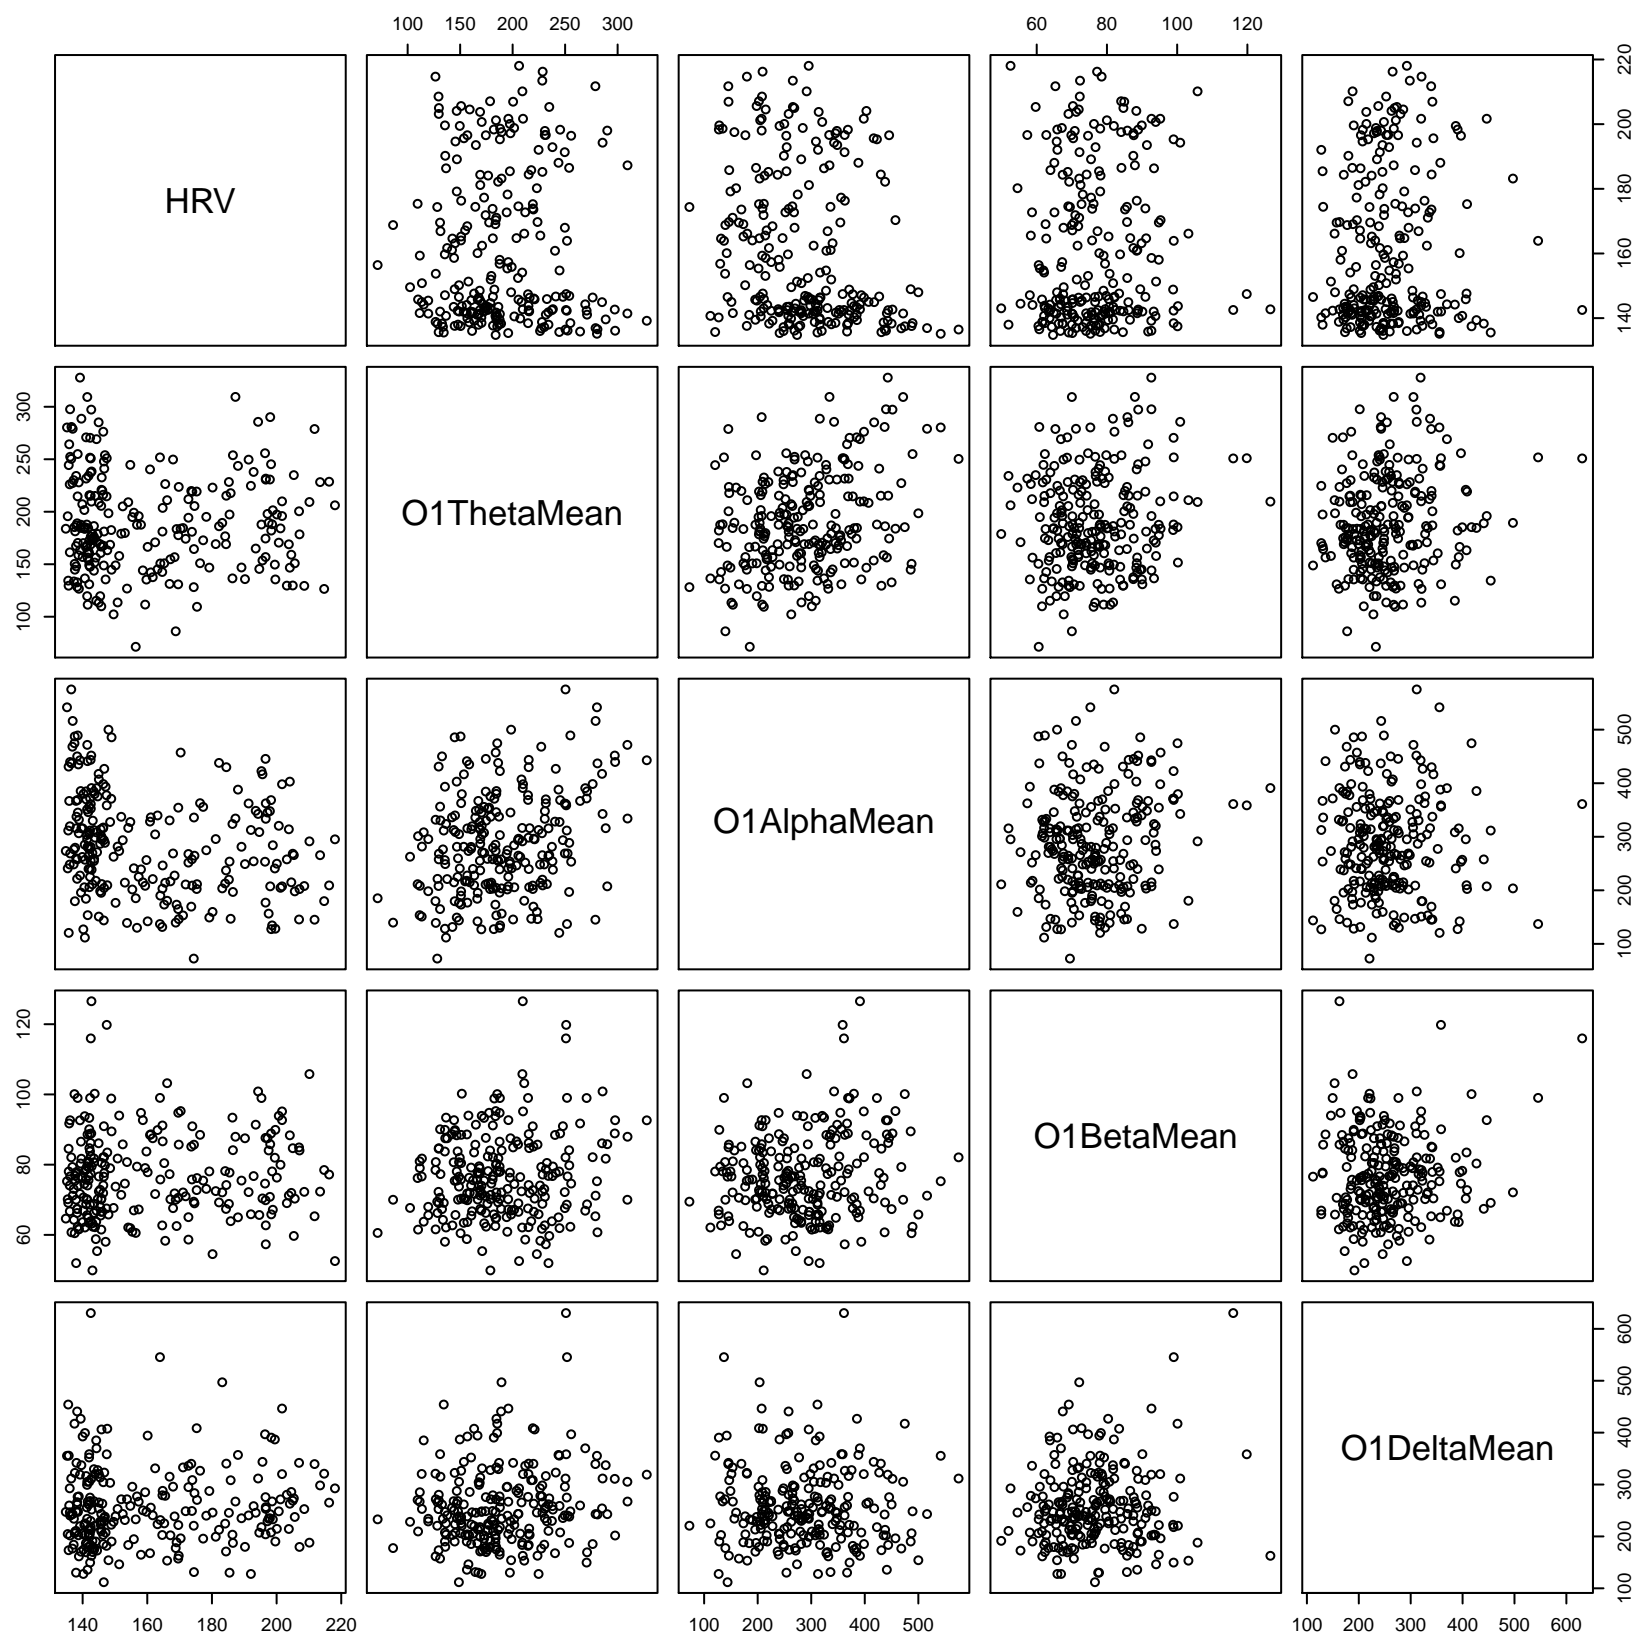 100 150 200 250 300 60 80 100 120
HRV
140 160 180 200 220
100 150 200 250 300
O1ThetaMean
O1AlphaMean
100 200 300 400 500
60 80 100 120
O1BetaMean
O1DeltaMean
100 200 300 400 500 600
140 160 180 200 220 100 200 300 400 500 100 200 300 400 500 600